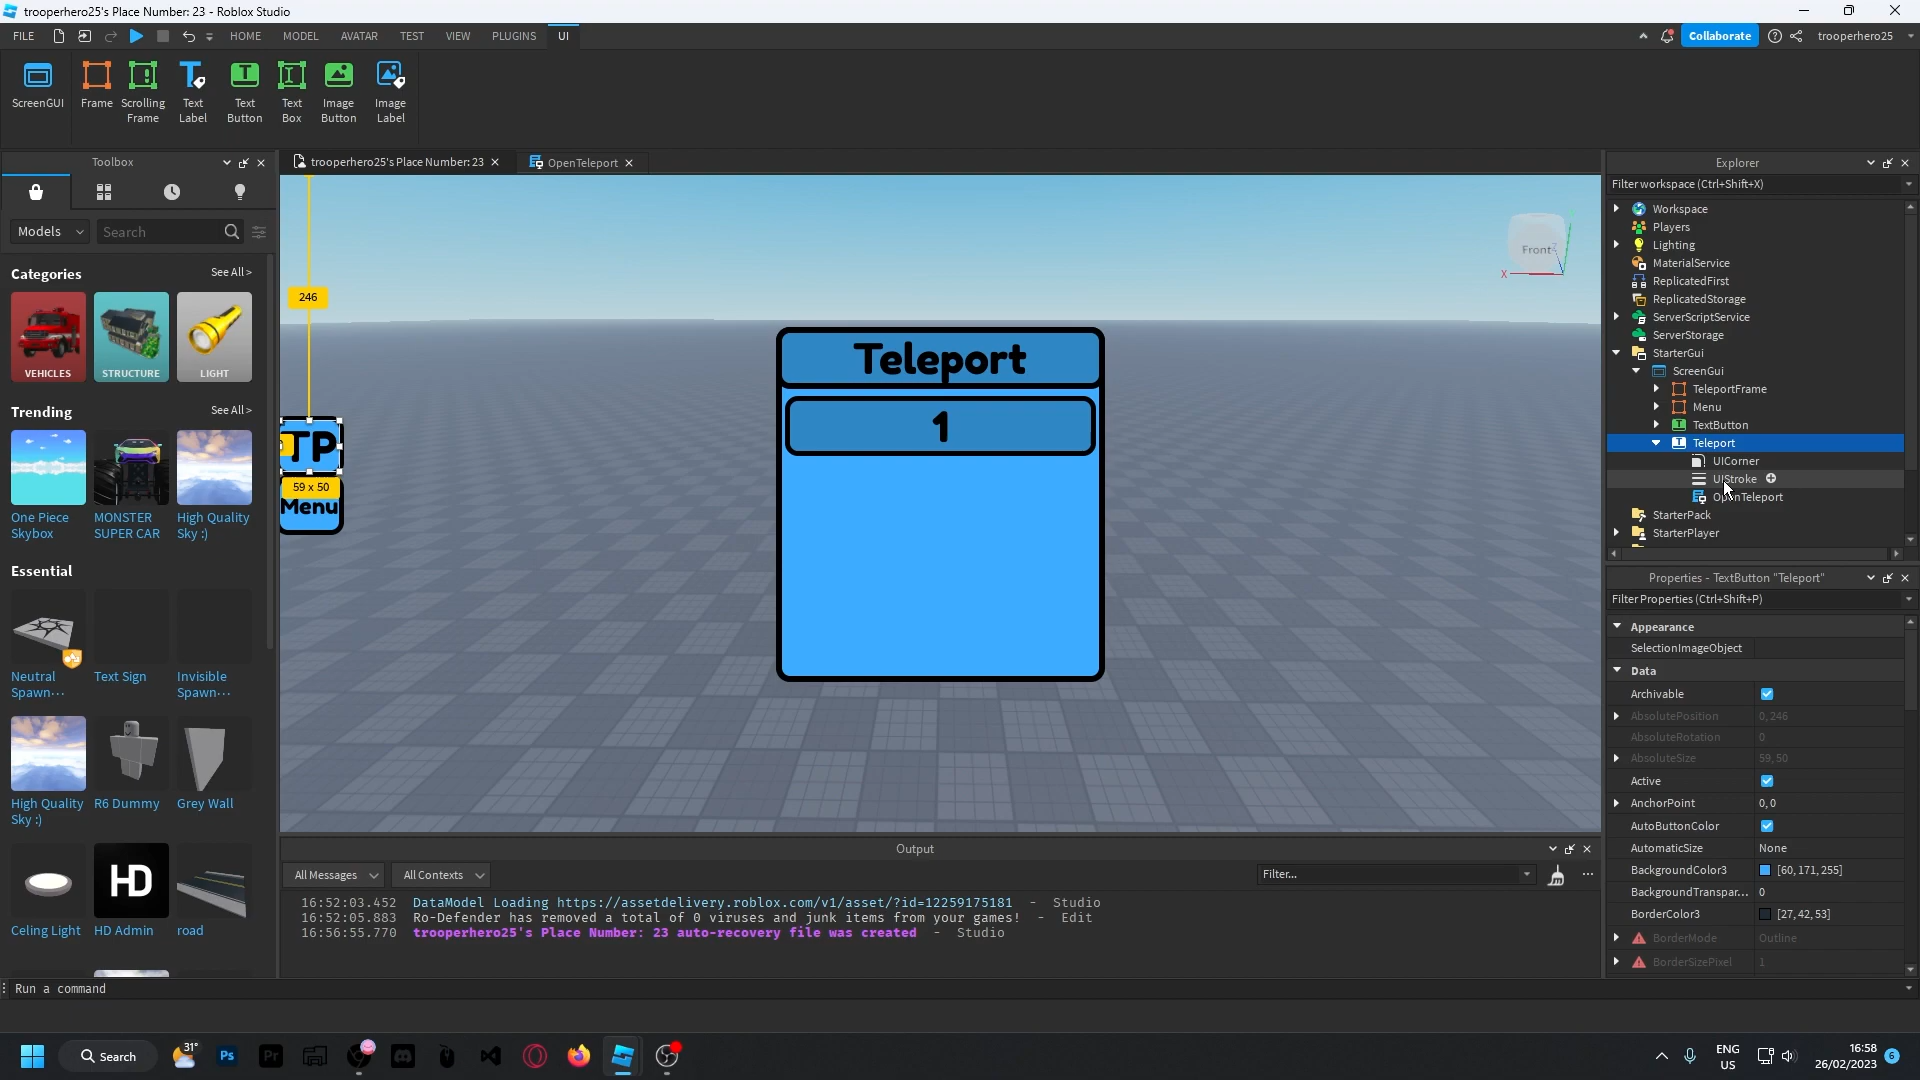 trooperhero25's Place Number: 23 - Roblox Studio
FILE HOME MODEL AVATAR TEST VIEW PLUGINS UI Collaborate trooperhero25
ScreenGUI Frame Scrolling Frame Text Label Text Button Text Box Image Button Image Label
Toolbox
trooperhero25's Place Number: 23
OpenTeleport
Models
Search
Categories
See All >
VEHICLES
STRUCTURE
LIGHT
Trending
See All >
One Piece Skybox
MONSTER SUPER CAR
High Quality Sky :)
Essential
Neutral Spawn...
Text Sign
Invisible Spawn...
High Quality Sky :)
R6 Dummy
Grey Wall
HD
Celing Light
HD Admin
road
246
TP
59 x 50
Menu
Teleport
1
Front
X
Z
Explorer
Filter workspace (Ctrl+Shift+X)
Workspace
Players
Lighting
MaterialService
ReplicatedFirst
ReplicatedStorage
ServerScriptService
ServerStorage
StarterGui
ScreenGui
TeleportFrame
Menu
TextButton
Teleport
UICorner
UIStroke
OpenTeleport
StarterPack
StarterPlayer
Properties - TextButton "Teleport"
Filter Properties (Ctrl+Shift+P)
Appearance
SelectionImageObject
Data
Archivable
AbsolutePosition 0, 246
AbsoluteRotation 0
AbsoluteSize 59, 50
Active
AnchorPoint 0, 0
AutoButtonColor
AutomaticSize None
BackgroundColor3 [60, 171, 255]
BackgroundTranspar... 0
BorderColor3 [27, 42, 53]
BorderMode Outline
BorderSizePixel 1
Output
All Messages
All Contexts
Filter...
16:52:03.452 DataModel Loading https://assetdelivery.roblox.com/v1/asset/?id=12259175181 - Studio
16:52:05.883 Ro-Defender has removed a total of 0 viruses and junk items from your games! - Edit
16:56:55.770 trooperhero25's Place Number: 23 auto-recovery file was created - Studio
Run a command
Search
31°
Ps
Pr
ENG
US
16:58
26/02/2023
6